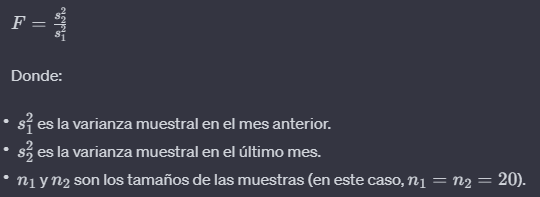 F = s₂² / s₁²
Donde:
• s₁² es la varianza muestral en el mes anterior.
• s₂² es la varianza muestral en el último mes.
• n₁ y n₂ son los tamaños de las muestras (en este caso, n₁ = n₂ = 20).